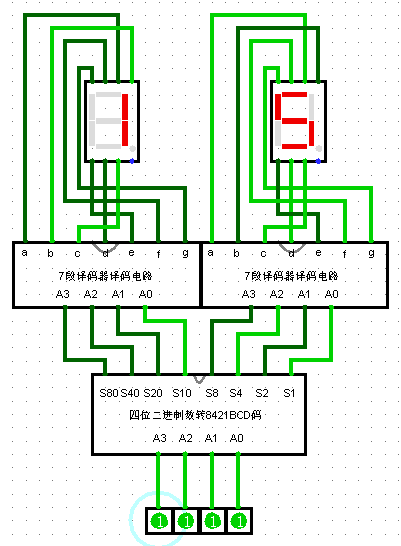 a b c d e f g a b c d e f g
7段译码器译码电路 7段译码器译码电路
A3 A2 A1 A0 A3 A2 A1 A0
S80 S40 S20 S10 S8 S4 S2 S1
四位二进制数转8421BCD码
A3 A2 A1 A0
1 1 1 1